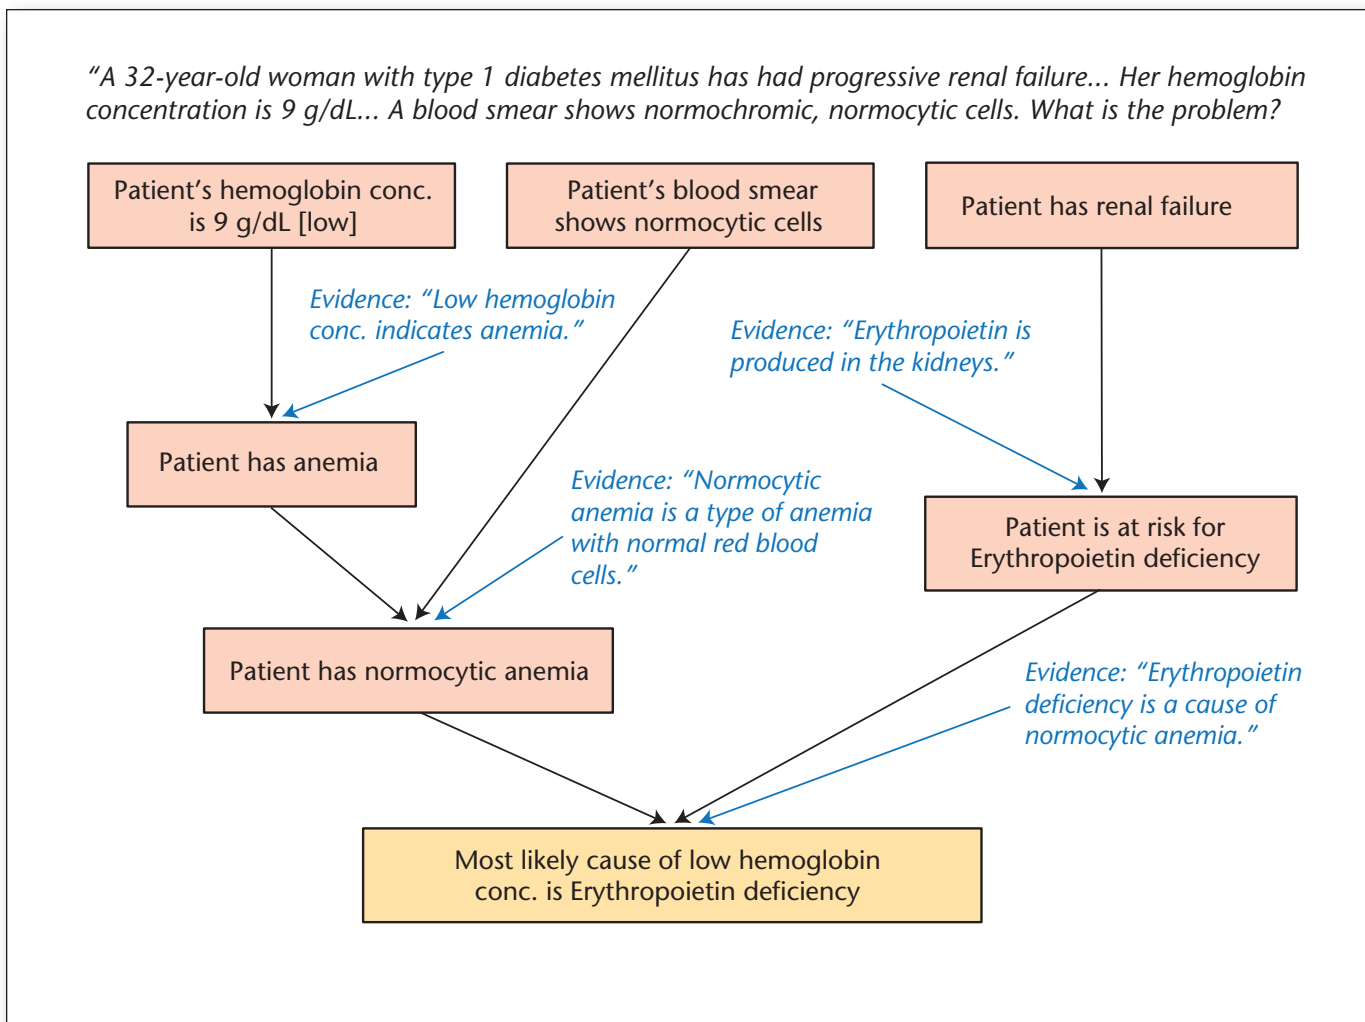 “A 32-year-old woman with type 1 diabetes mellitus has had progressive renal failure... Her hemoglobin
concentration is 9 g/dL... A blood smear shows normochromic, normocytic cells. What is the problem?
Patient’s hemoglobin conc.
is 9 g/dL [low]
Patient’s blood smear
shows normocytic cells
Patient has renal failure
Evidence: “Low hemoglobin
conc. indicates anemia.”
Evidence: “Erythropoietin is
produced in the kidneys.”
Patient has anemia
Evidence: “Normocytic
anemia is a type of anemia
with normal red blood
cells.”
Patient is at risk for
Erythropoietin deficiency
Patient has normocytic anemia
Evidence: “Erythropoietin
deficiency is a cause of
normocytic anemia.”
Most likely cause of low hemoglobin
conc. is Erythropoietin deficiency